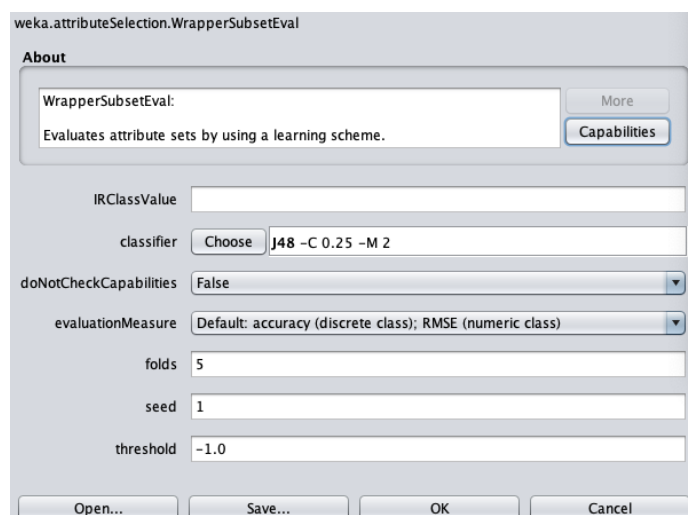 weka.attributeSelection.WrapperSubsetEval
About
WrapperSubsetEval:
More
Evaluates attribute sets by using a learning scheme.
Capabilities
IRClassValue
classifier Choose J48 -C 0.25 -M 2
doNotCheckCapabilities False
evaluationMeasure Default: accuracy (discrete class); RMSE (numeric class)
folds 5
seed 1
threshold -1.0
Open... Save... OK Cancel